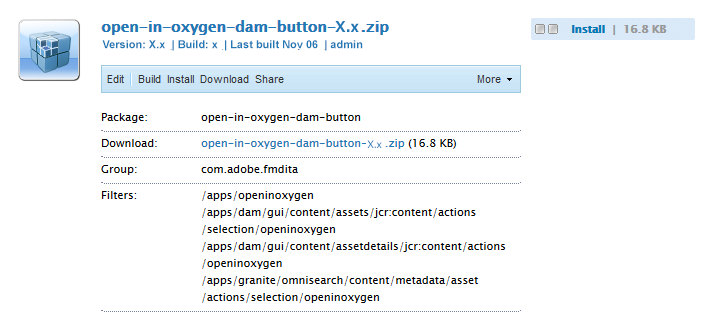 open-in-oxygen-dam-button-X.x.zip
Install | 16.8 KB
Version: X.x | Build: x | Last built Nov 06 | admin
Edit Build Install Download Share More
Package: open-in-oxygen-dam-button
Download: open-in-oxygen-dam-button-X.x .zip (16.8 KB)
Group: com.adobe.fmdita
Filters: /apps/openinoxygen
/apps/dam/gui/content/assets/jcr:content/actions
/selection/openinoxygen
/apps/dam/gui/content/assetdetails/jcr:content/actions
/openinoxygen
/apps/granite/omnisearch/content/metadata/asset
/actions/selection/openinoxygen